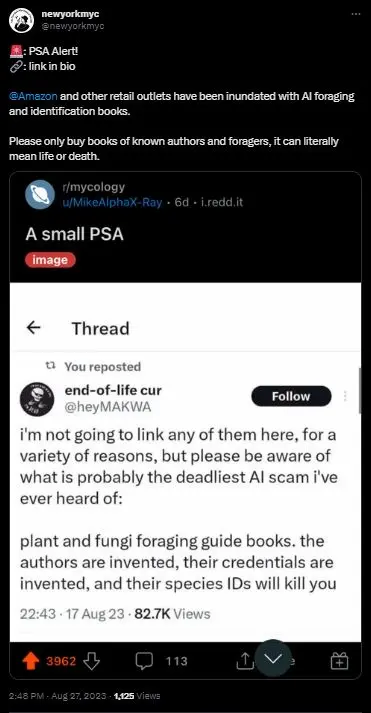 newyorkmyc
@newyorkmyc
🚨: PSA Alert!
🔗: link in bio
@Amazon and other retail outlets have been inundated with AI foraging
and identification books.
Please only buy books of known authors and foragers, it can literally
mean life or death.
r/mycology
u/MikeAlphaX-Ray • 6d • i.redd.it
A small PSA
image
Thread
You reposted
end-of-life cur
@heyMAKWA
Follow
i'm not going to link any of them here, for a
variety of reasons, but please be aware of
what is probably the deadliest AI scam i've
ever heard of:
plant and fungi foraging guide books. the
authors are invented, their credentials are
invented, and their species IDs will kill you
22:43 · 17 Aug 23 · 82.7K Views
3962
113
2:48 PM · Aug 27, 2023 · 1,125 Views